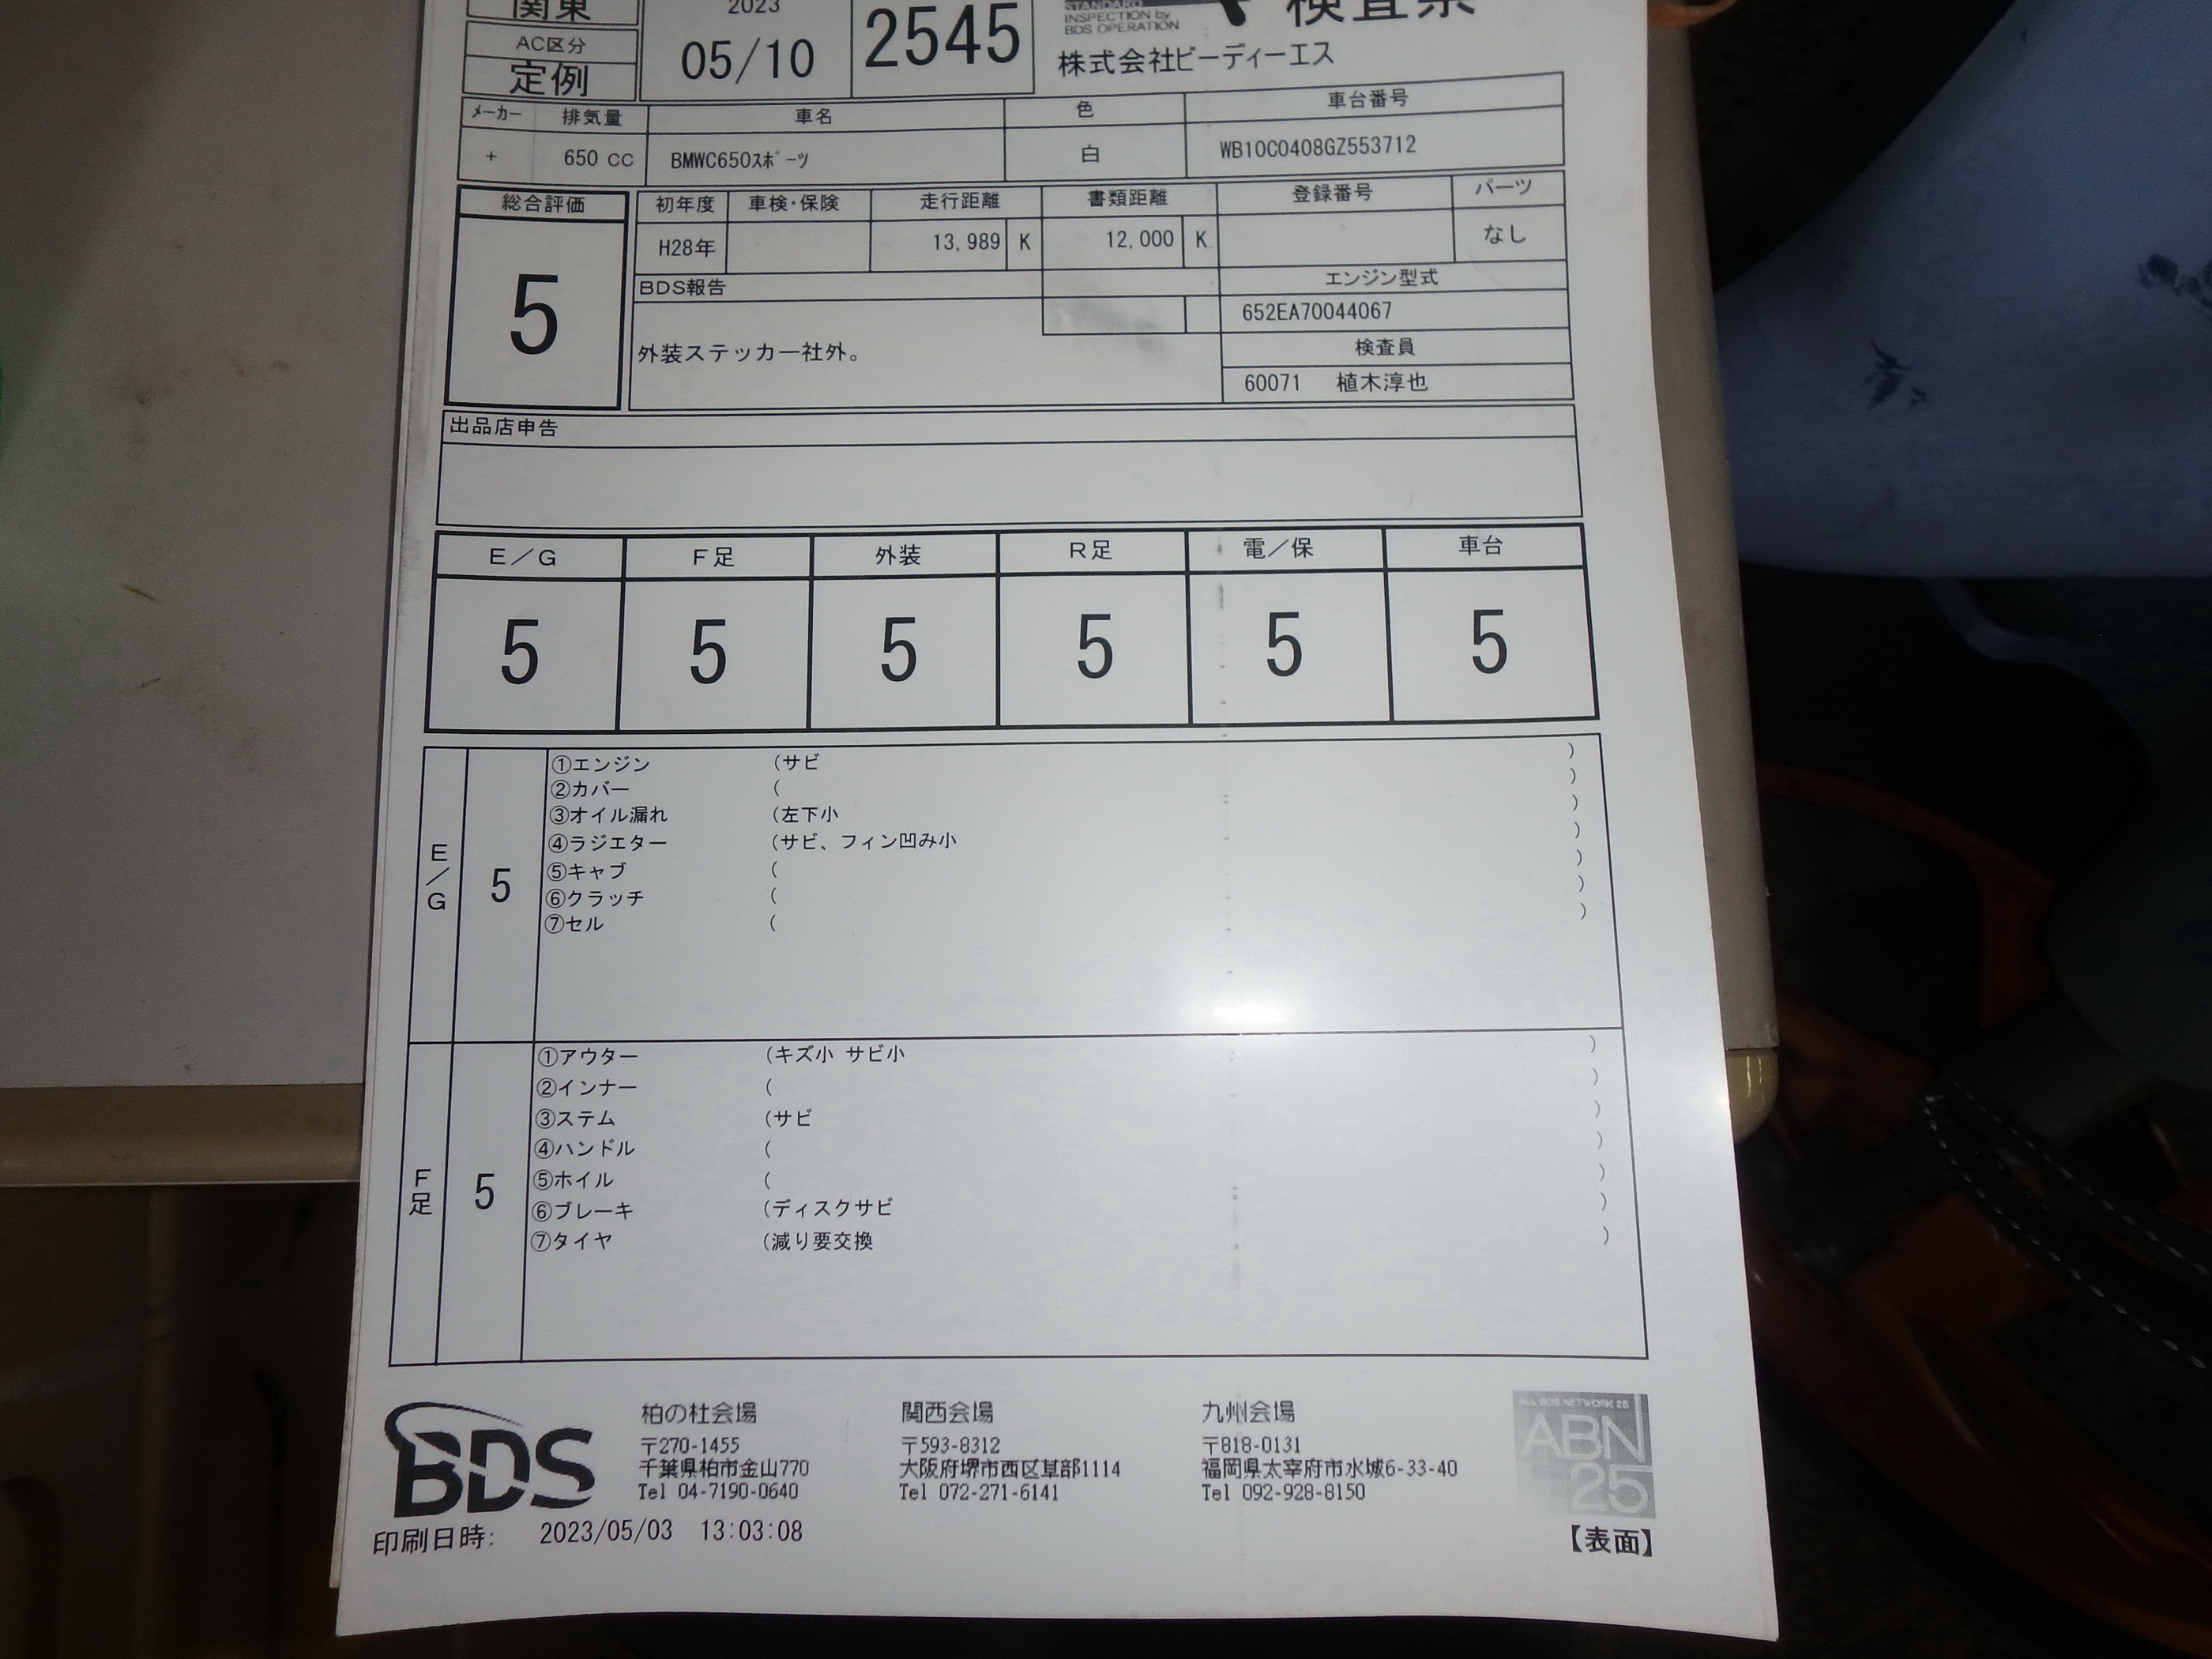 関東
2023
2545
STANDARD
INSPECTION by
BDS OPERATION
検査票
AC区分
定例
05/10
株式会社ビーディーエス
メーカー 排気量 車名 色 車台番号
+ 650 CC BMWC650スポーツ 白 WB10C0408GZ553712
総合評価 初年度 車検・保険 走行距離 書類距離 登録番号 パーツ
H28年 13,989 K 12,000 K なし
5
BDS報告 エンジン型式
652EA70044067
外装ステッカー社外。
検査員
60071 植木淳也
出品店申告
E/G F足 外装 R足 電/保 車台
5 5 5 5 5 5
E/G 5
①エンジン (サビ )
②カバー ( )
③オイル漏れ (左下小 )
④ラジエター (サビ、フィン凹み小 )
⑤キャブ ( )
⑥クラッチ ( )
⑦セル ( )
F足 5
①アウター (キズ小 サビ小 )
②インナー ( )
③ステム (サビ )
④ハンドル ( )
⑤ホイル ( )
⑥ブレーキ (ディスクサビ )
⑦タイヤ (減り要交換 )
BDS
柏の杜会場
〒270-1455
千葉県柏市金山770
Tel 04-7190-0640
関西会場
〒593-8312
大阪府堺市西区草部1114
Tel 072-271-6141
九州会場
〒818-0131
福岡県太宰府市水城6-33-40
Tel 092-928-8150
ALL BDS NETWORK 25
ABN
25
印刷日時: 2023/05/03 13:03:08
【表面】